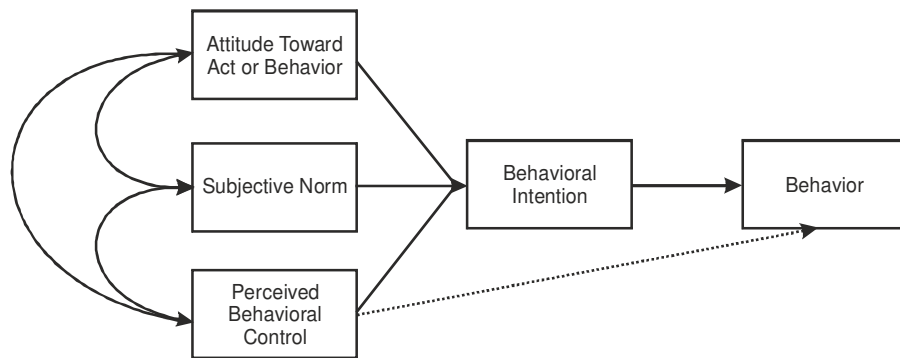 Attitude Toward
Act or Behavior
Subjective Norm
Perceived
Behavioral
Control
Behavioral
Intention
Behavior